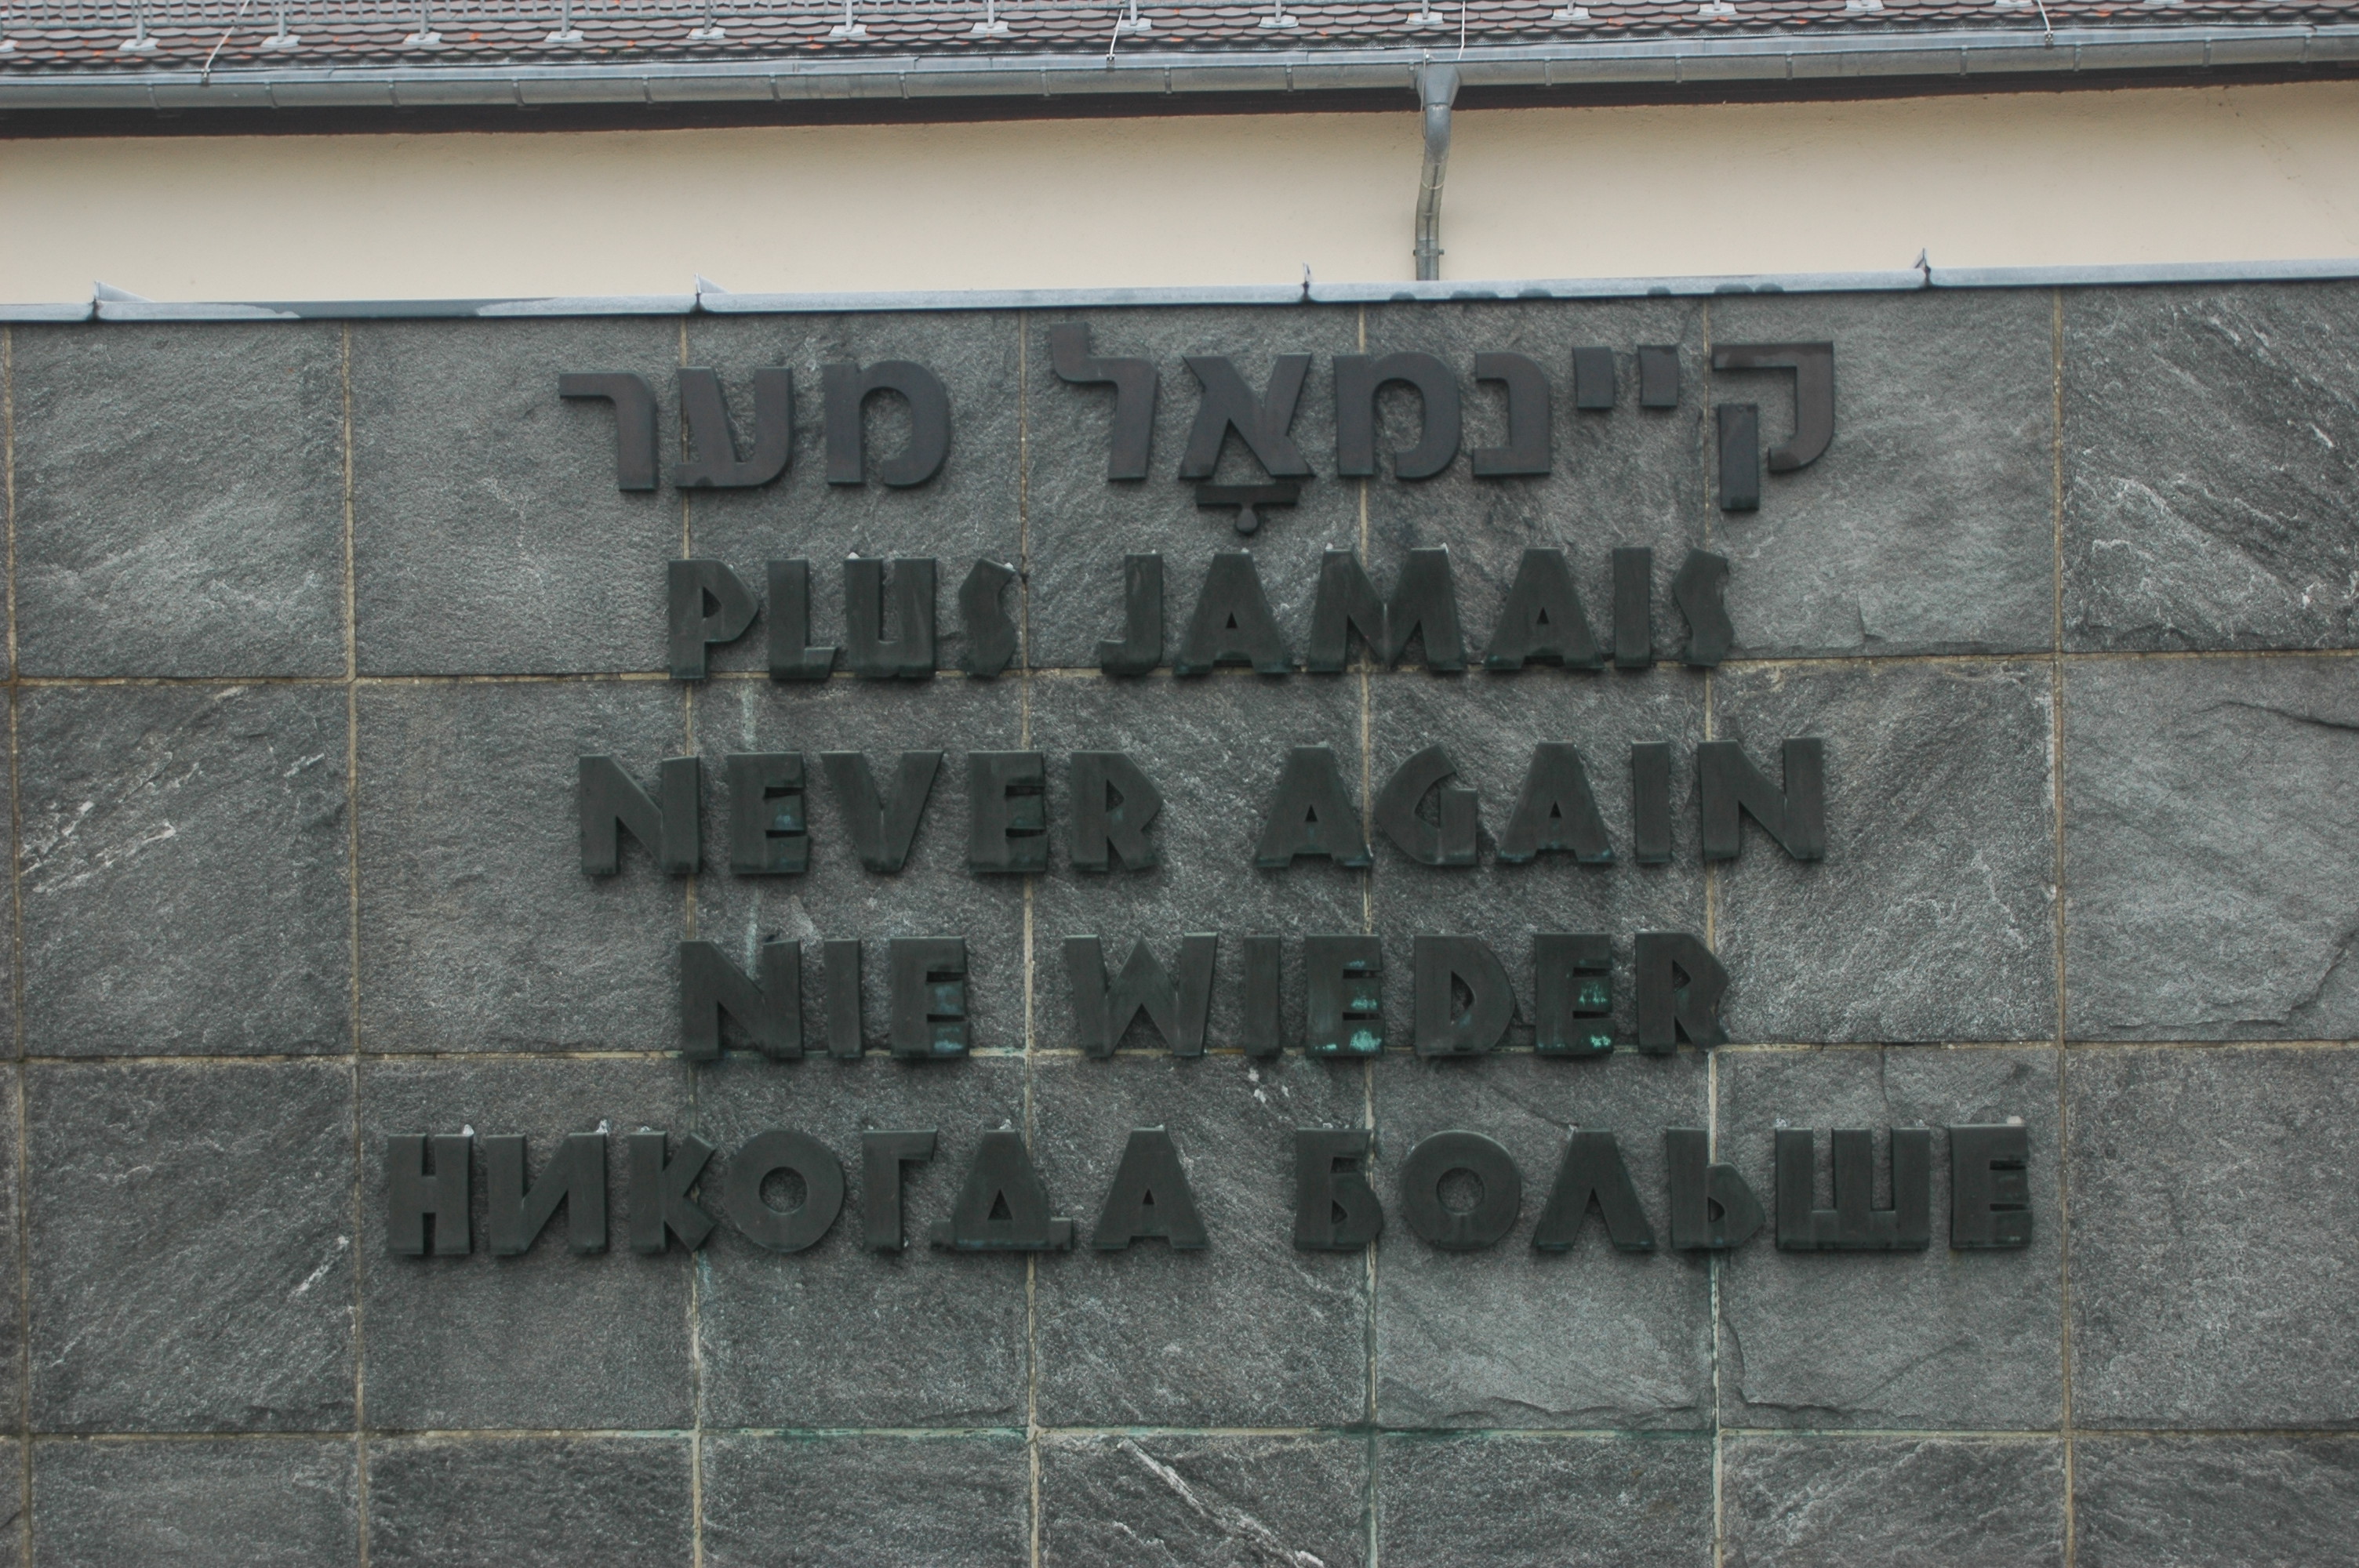 קיינמאָל מער
PLUS JAMAIS
NEVER AGAIN
NIE WIEDER
НИКОГДА БОЛЬШЕ